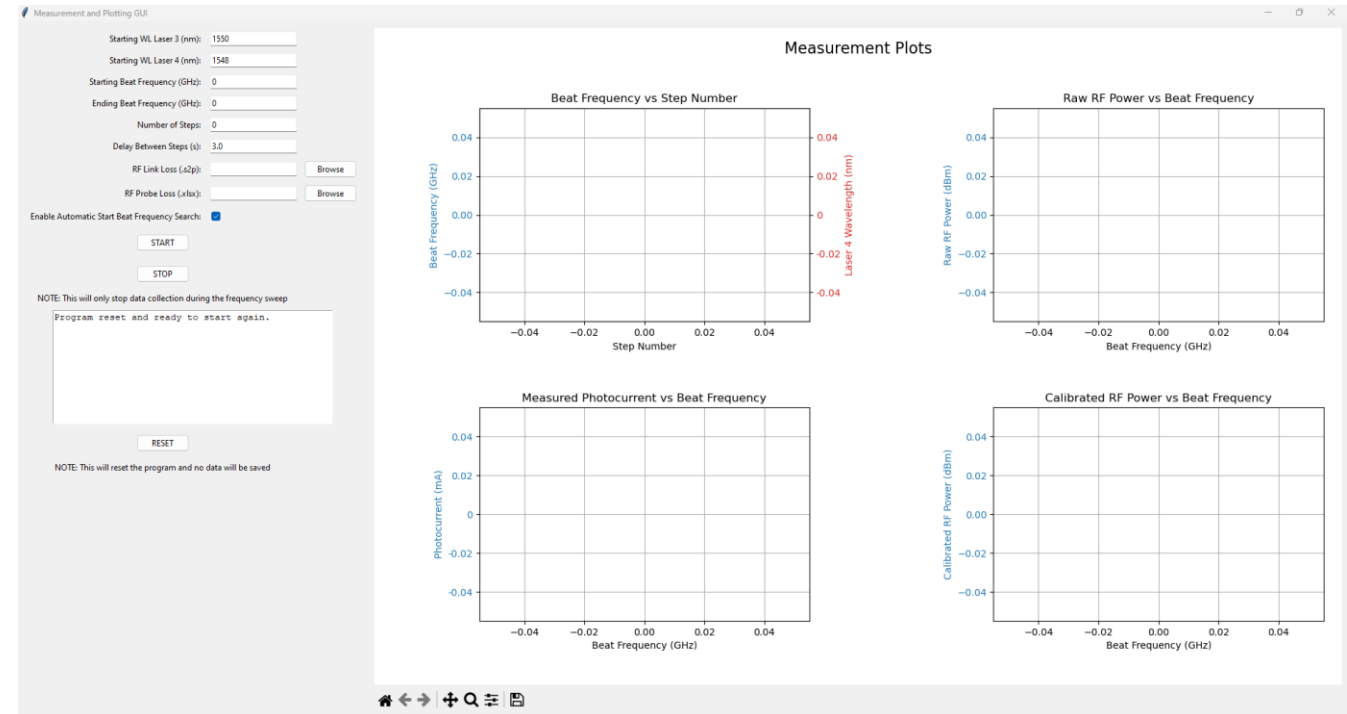 Measurement and Plotting GUI
Starting WL Laser 3 (nm): 1550
Starting WL Laser 4 (nm): 1548
Starting Beat Frequency (GHz): 0
Ending Beat Frequency (GHz): 0
Number of Steps: 0
Delay Between Steps (s): 3.0
RF Link Loss (.s2p): Browse
RF Probe Loss (.xlsx): Browse
Enable Automatic Start Beat Frequency Search:
START
STOP
NOTE: This will only stop data collection during the frequency sweep
Program reset and ready to start again.
RESET
NOTE: This will reset the program and no data will be saved
Measurement Plots
Beat Frequency vs Step Number
Beat Frequency (GHz)
0.04
0.02
0.00
−0.02
−0.04
0.04
0.02
0
-0.02
-0.04
Laser 4 Wavelength (nm)
−0.04 −0.02 0.00 0.02 0.04
Step Number
Raw RF Power vs Beat Frequency
Raw RF Power (dBm)
0.04
0.02
0.00
−0.02
−0.04
−0.04 −0.02 0.00 0.02 0.04
Beat Frequency (GHz)
Measured Photocurrent vs Beat Frequency
Photocurrent (mA)
0.04
0.02
0
-0.02
-0.04
−0.04 −0.02 0.00 0.02 0.04
Beat Frequency (GHz)
Calibrated RF Power vs Beat Frequency
Calibrated RF Power (dBm)
0.04
0.02
0.00
−0.02
−0.04
−0.04 −0.02 0.00 0.02 0.04
Beat Frequency (GHz)